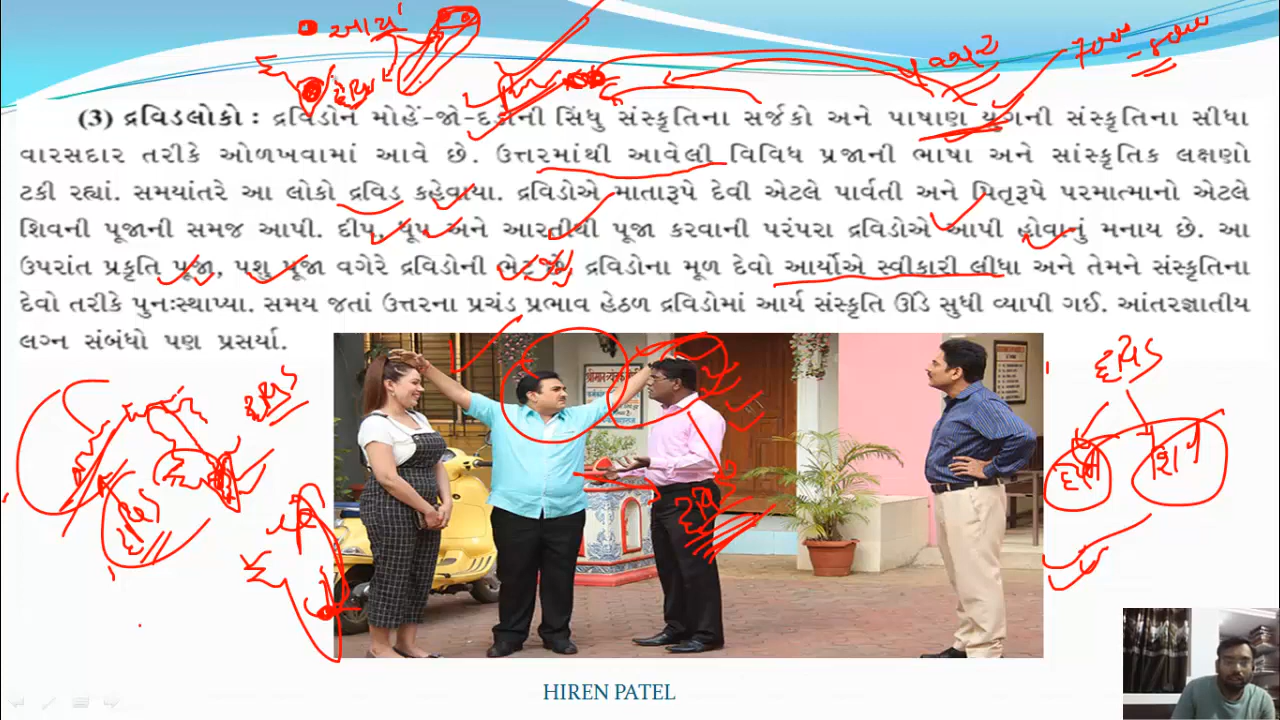 આર્ય
પથ્થર
7000
(3) દ્રવિડલોકો : દ્રવિડોને મોહેં-જો-દડોની સિંધુ સંસ્કૃતિના સર્જકો અને પાષાણ યુગની સંસ્કૃતિના સીધા
વારસદાર તરીકે ઓળખવામાં આવે છે. ઉત્તરમાંથી આવેલી વિવિધ પ્રજાની ભાષા અને સાંસ્કૃતિક લક્ષણો
ટકી રહ્યાં. સમયાંતરે આ લોકો દ્રવિડ કહેવાયા. દ્રવિડોએ માતારૂપે દેવી એટલે પાર્વતી અને પિતૃરૂપે પરમાત્માનો એટલે
શિવની પૂજાની સમજ આપી. દીપ, ધૂપ અને આરતીથી પૂજા કરવાની પરંપરા દ્રવિડોએ આપી હોવાનું મનાય છે. આ
ઉપરાંત પ્રકૃતિ પૂજા, પશુ પૂજા વગેરે દ્રવિડોની ભેટ છે. દ્રવિડોના મૂળ દેવો આર્યોએ સ્વીકારી લીધા અને તેમને સંસ્કૃતિના
દેવો તરીકે પુનઃસ્થાપ્યા. સમય જતાં ઉત્તરના પ્રચંડ પ્રભાવ હેઠળ દ્રવિડોમાં આર્ય સંસ્કૃતિ ઊંડે સુધી વ્યાપી ગઈ. આંતરજ્ઞાતીય
લગ્ન સંબંધો પણ પ્રસર્યા.
દ્રવિડ
દ્રવિડ
શિવ
HIREN PATEL